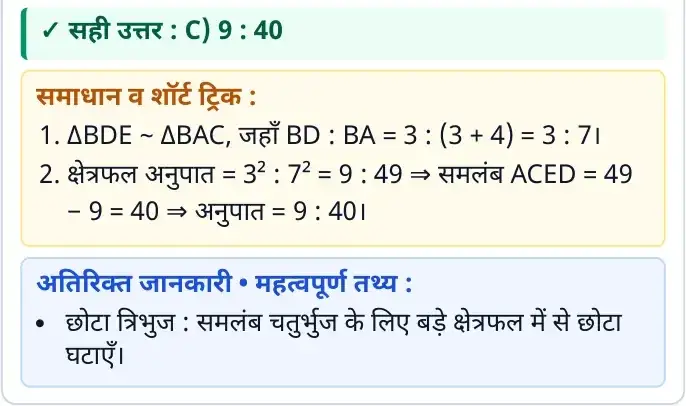 ✓ सही उत्तर : C) 9 : 40
समाधान व शॉर्ट ट्रिक :
1. ΔBDE ~ ΔBAC, जहाँ BD : BA = 3 : (3 + 4) = 3 : 7।
2. क्षेत्रफल अनुपात = 3² : 7² = 9 : 49 ⇒ समलंब ACED = 49
− 9 = 40 ⇒ अनुपात = 9 : 40।
अतिरिक्त जानकारी • महत्वपूर्ण तथ्य :
• छोटा त्रिभुज : समलंब चतुर्भुज के लिए बड़े क्षेत्रफल में से छोटा
घटाएँ।